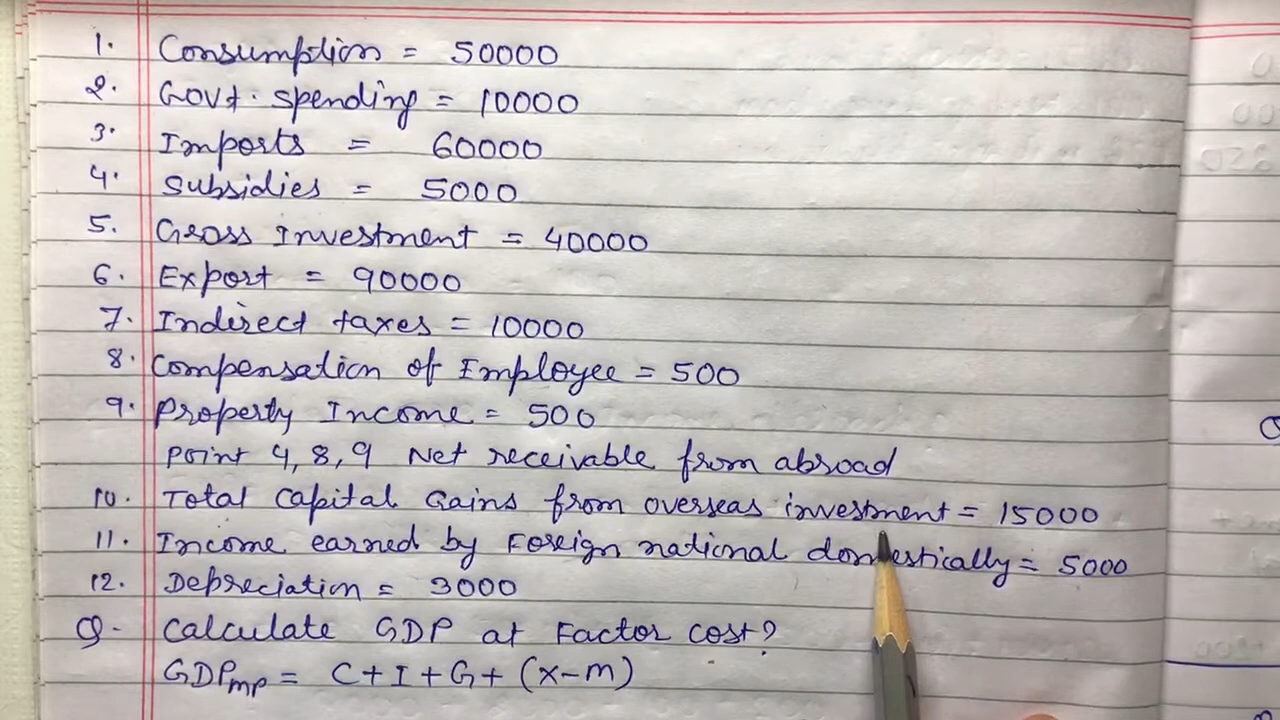 1. Consumption = 50000
2. Govt. spending = 10000
3. Imports = 60000
4. Subsidies = 5000
5. Gross Investment = 40000
6. Export = 90000
7. Indirect taxes = 10000
8. Compensation of Employee = 500
9. Property Income = 500
Point 4, 8, 9 Net receivable from abroad
10. Total Capital Gains from overseas investment = 15000
11. Income earned by Foreign national domestically = 5000
12. Depreciation = 3000
Q. Calculate GDP at Factor cost?
GDPmp = C + I + G + (X-M)